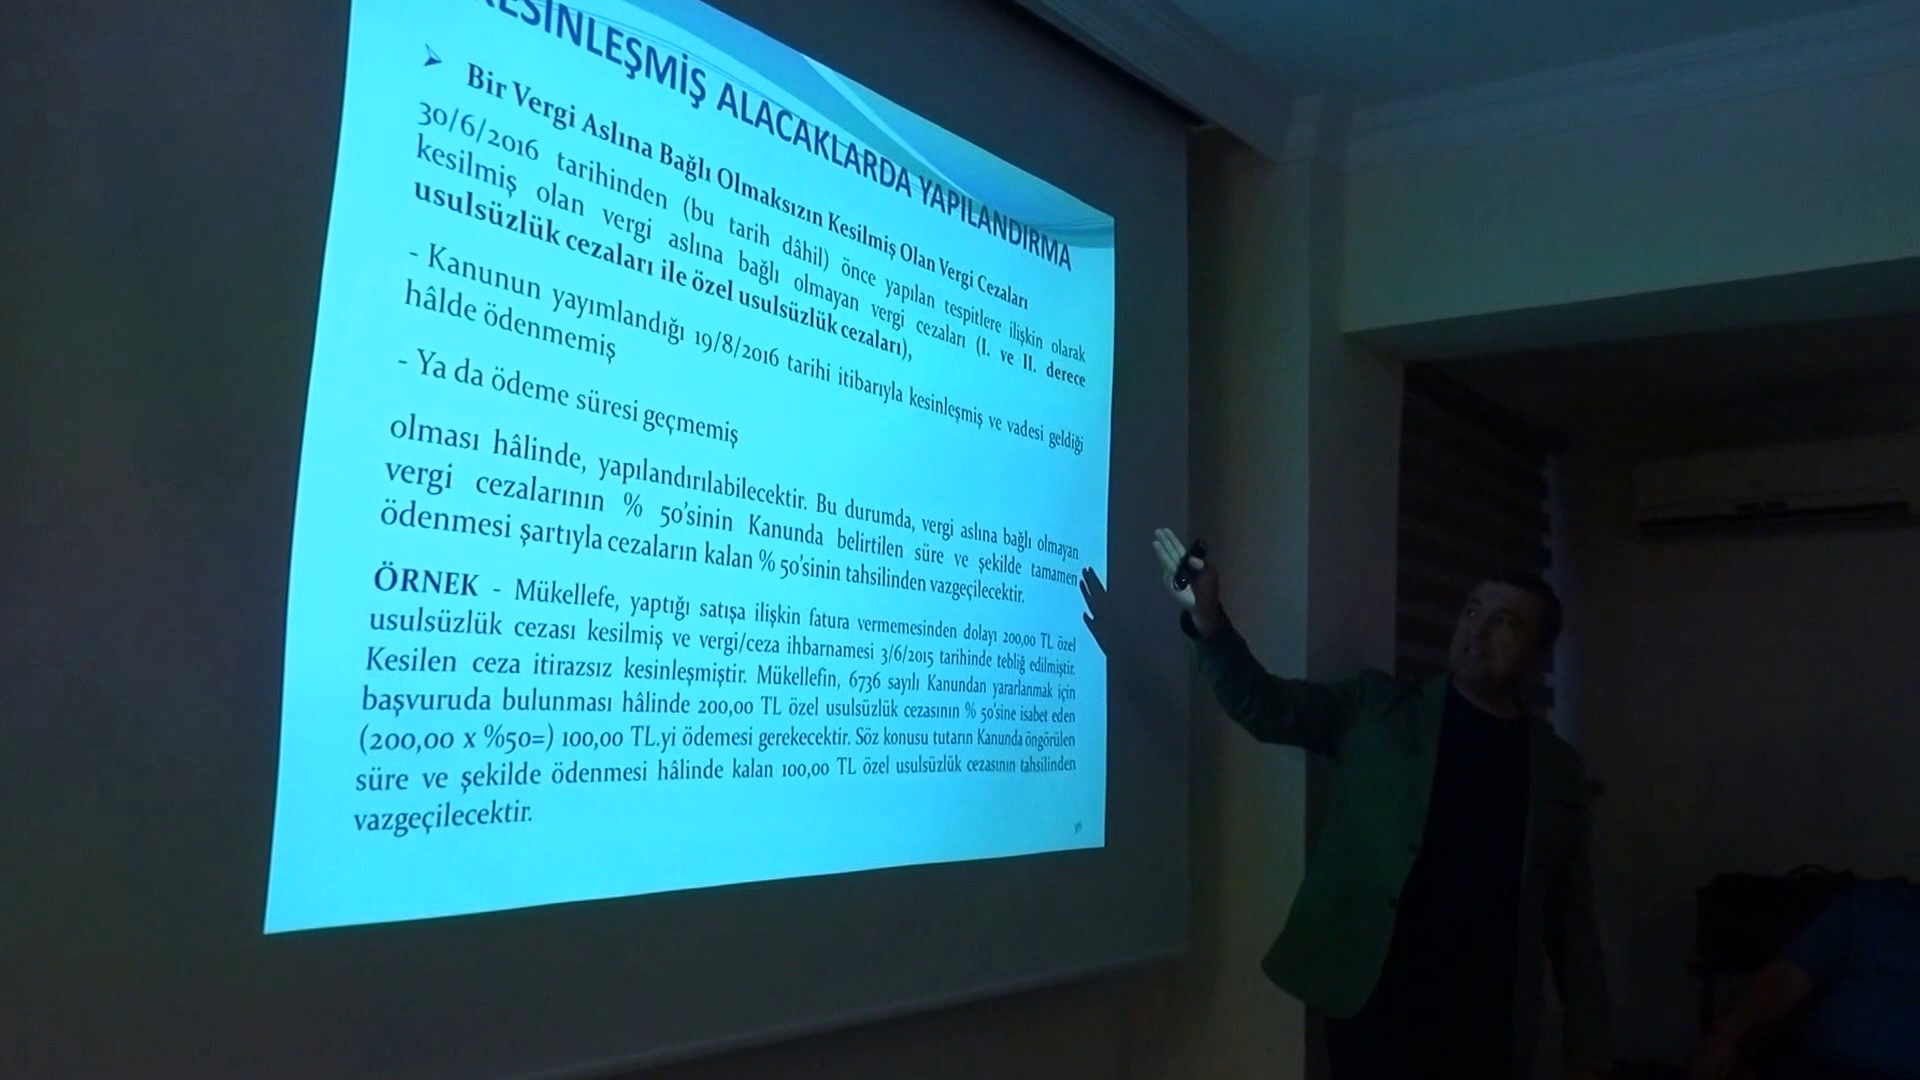 KESİNLEŞMİŞ ALACAKLARDA YAPILANDIRMA
➢ Bir Vergi Aslına Bağlı Olmaksızın Kesilmiş Olan Vergi Cezaları
30/6/2016 tarihinden (bu tarih dâhil) önce yapılan tespitlere ilişkin olarak
kesilmiş olan vergi aslına bağlı olmayan vergi cezaları (I. ve II. derece
usulsüzlük cezaları ile özel usulsüzlük cezaları),
- Kanunun yayımlandığı 19/8/2016 tarihi itibarıyla kesinleşmiş ve vadesi geldiği
hâlde ödenmemiş
- Ya da ödeme süresi geçmemiş
olması hâlinde, yapılandırılabilecektir. Bu durumda, vergi aslına bağlı olmayan
vergi cezalarının % 50'sinin Kanunda belirtilen süre ve şekilde tamamen
ödenmesi şartıyla cezaların kalan % 50'sinin tahsilinden vazgeçilecektir.
ÖRNEK - Mükellefe, yaptığı satışa ilişkin fatura vermemesinden dolayı 200,00 TL özel
usulsüzlük cezası kesilmiş ve vergi/ceza ihbarnamesi 3/6/2015 tarihinde tebliğ edilmiştir.
Kesilen ceza itirazsız kesinleşmiştir. Mükellefin, 6736 sayılı Kanundan yararlanmak için
başvuruda bulunması hâlinde 200,00 TL özel usulsüzlük cezasının % 50'sine isabet eden
(200,00 x %50=) 100,00 TL.yi ödemesi gerekecektir. Söz konusu tutarın Kanunda öngörülen
süre ve şekilde ödenmesi hâlinde kalan 100,00 TL özel usulsüzlük cezasının tahsilinden
vazgeçilecektir.